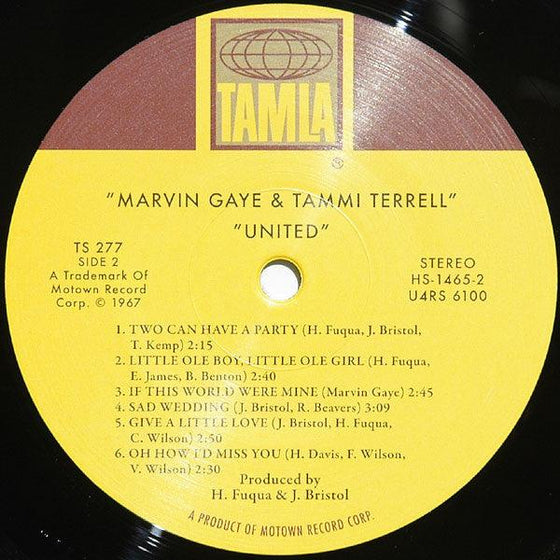 TAMLA
®
"MARVIN GAYE & TAMMI TERRELL"
"UNITED"
TS 277
SIDE 2
A Trademark Of
Motown Record
Corp. © 1967
STEREO
HS-1465-2
U4RS 6100
1. TWO CAN HAVE A PARTY (H. Fuqua, J. Bristol,
T. Kemp) 2:15
2. LITTLE OLE BOY, LITTLE OLE GIRL (H. Fuqua,
E. James, B. Benton) 2:40
3. IF THIS WORLD WERE MINE (Marvin Gaye) 2:45
4. SAD WEDDING (J. Bristol, R. Beavers) 3:09
5. GIVE A LITTLE LOVE (J. Bristol, H. Fuqua,
C. Wilson) 2:50
6. OH HOW I'D MISS YOU (H. Davis, F. Wilson,
V. Wilson) 2:30
Produced by
H. Fuqua & J. Bristol
A PRODUCT OF MOTOWN RECORD CORP.